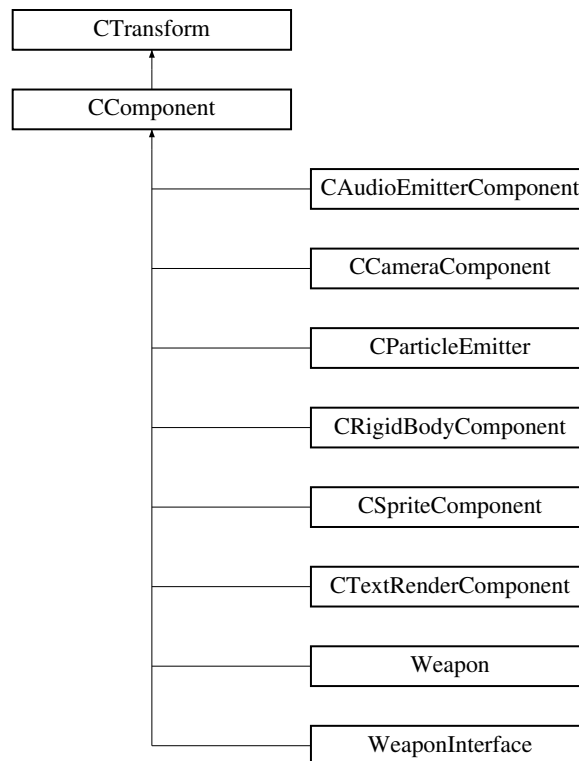 CTransform
CComponent
CAudioEmitterComponent
CCameraComponent
CParticleEmitter
CRigidBodyComponent
CSpriteComponent
CTextRenderComponent
Weapon
WeaponInterface